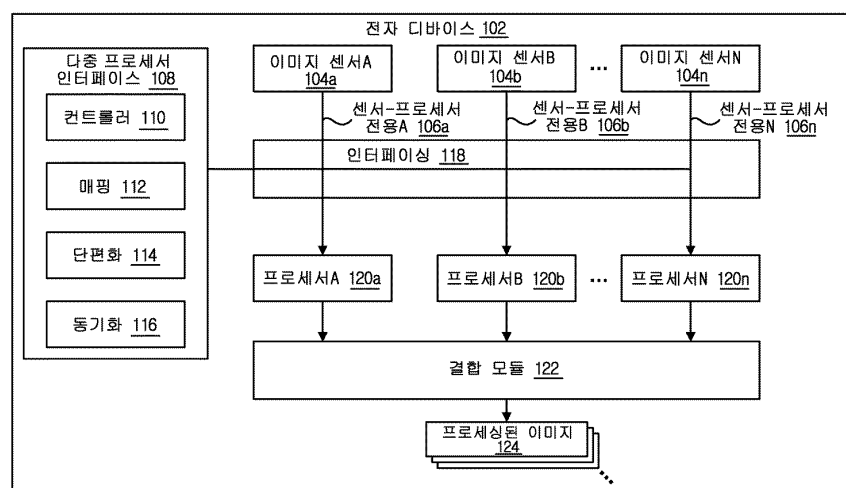 전자 디바이스 102
다중 프로세서
인터페이스 108
컨트롤러 110
매핑 112
단편화 114
동기화 116
이미지 센서A
104a
이미지 센서B
104b
...
이미지 센서N
104n
센서-프로세서
전용A 106a
센서-프로세서
전용B 106b
센서-프로세서
전용N 106n
인터페이싱 118
프로세서A 120a
프로세서B 120b
...
프로세서N 120n
결합 모듈 122
프로세싱된 이미지
124
...